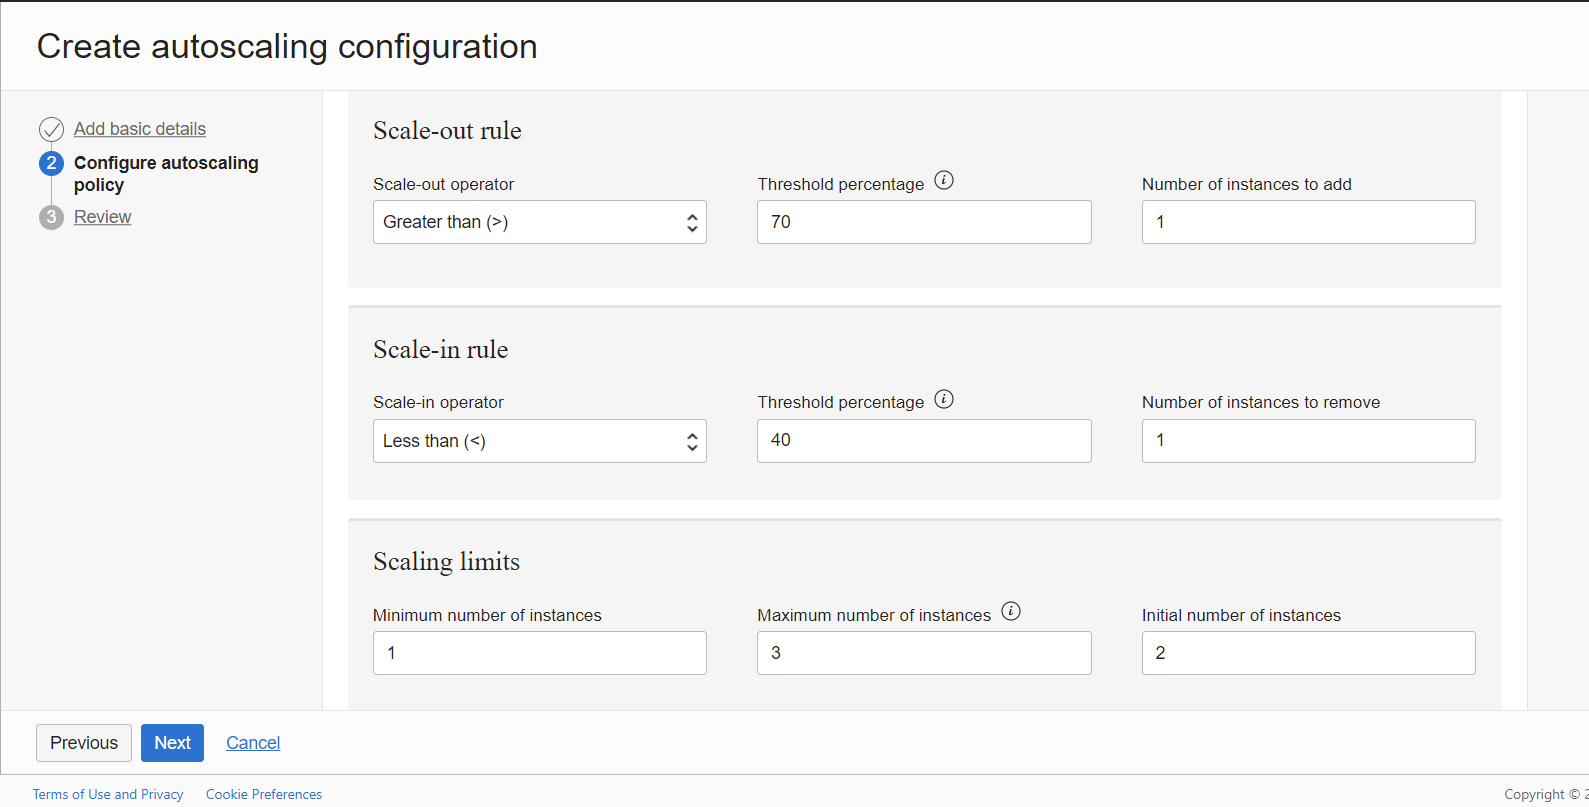 Create autoscaling configuration
Add basic details
2 Configure autoscaling
policy
3 Review
Scale-out rule
Scale-out operator
Greater than (>)
Threshold percentage i
70
Number of instances to add
1
Scale-in rule
Scale-in operator
Less than (<)
Threshold percentage i
40
Number of instances to remove
1
Scaling limits
Minimum number of instances
1
Maximum number of instances i
3
Initial number of instances
2
Previous Next Cancel
Terms of Use and Privacy Cookie Preferences
Copyright ©